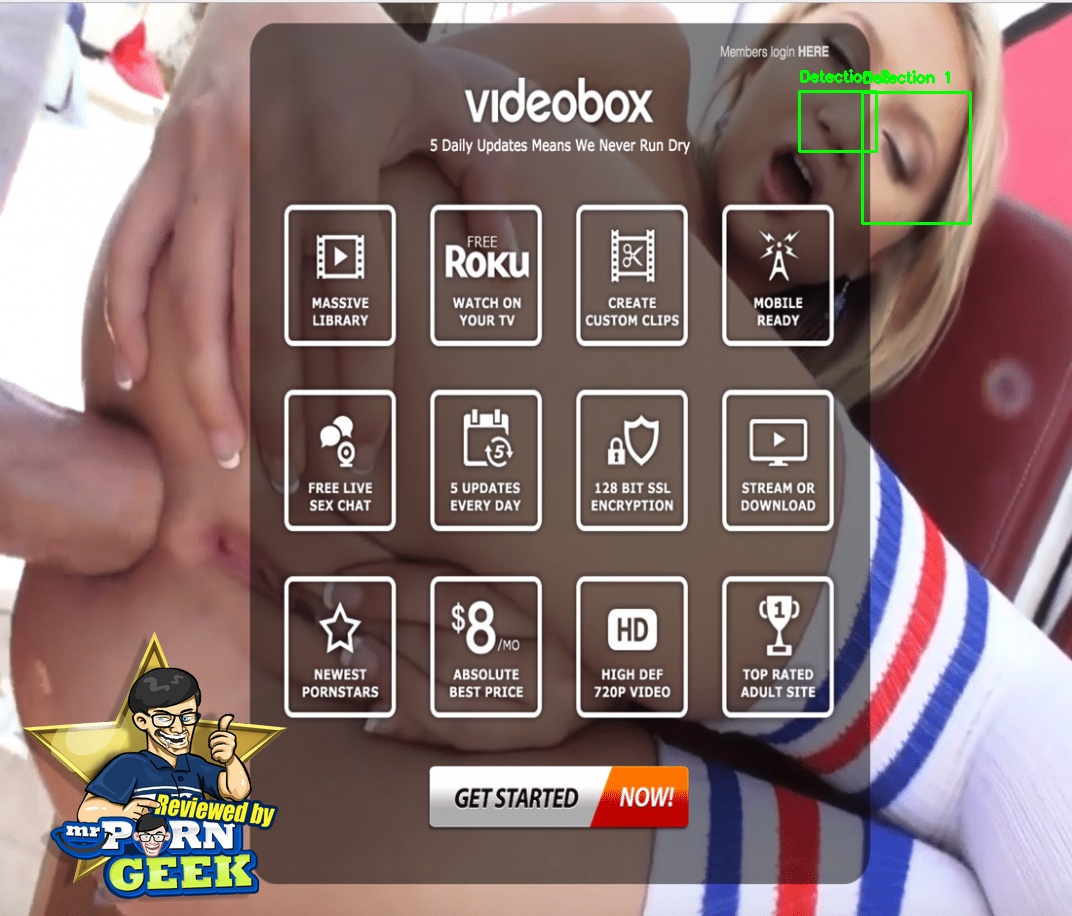 Members login HERE
Detection 1
videobox
5 Daily Updates Means We Never Run Dry
MASSIVE
LIBRARY
FREE
ROKU
WATCH ON
YOUR TV
CREATE
CUSTOM CLIPS
MOBILE
READY
FREE LIVE
SEX CHAT
5
5 UPDATES
EVERY DAY
128 BIT SSL
ENCRYPTION
STREAM OR
DOWNLOAD
NEWEST
PORNSTARS
$8/MO
ABSOLUTE
BEST PRICE
HD
HIGH DEF
720P VIDEO
1
TOP RATED
ADULT SITE
GET STARTED NOW!
Reviewed by
mr PORN
GEEK